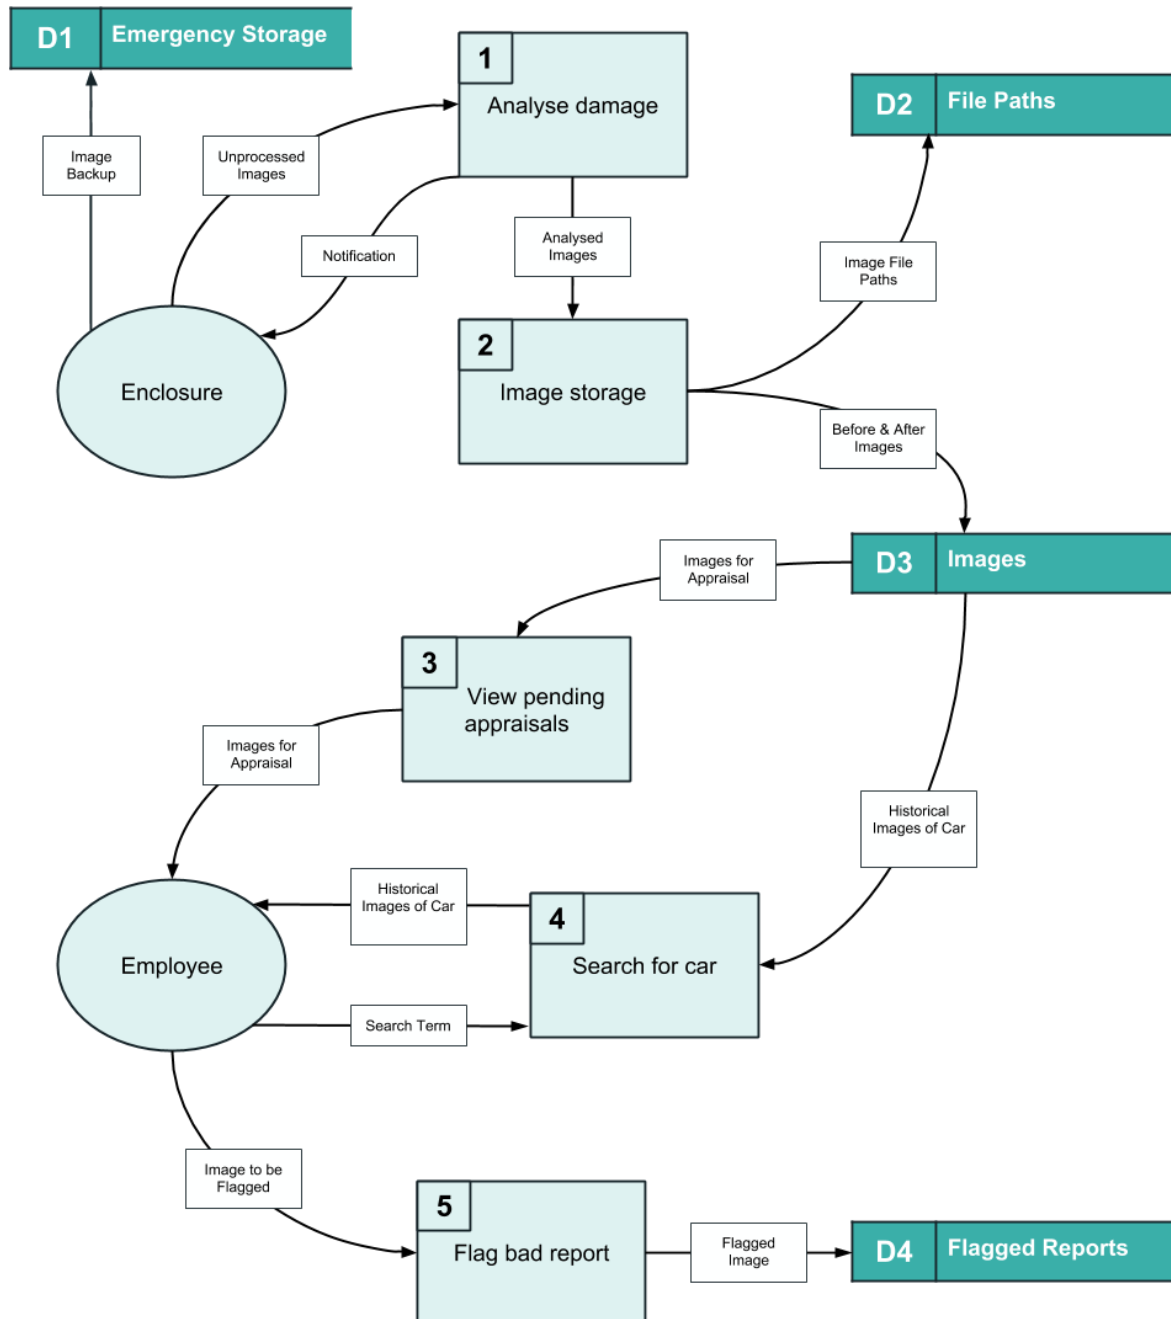 D1
Emergency Storage
1
Analyse damage
D2
File Paths
Image
Backup
Unprocessed
Images
Notification
Analysed
Images
Image File
Paths
Enclosure
2
Image storage
Before & After
Images
D3
Images
Images for
Appraisal
3
View pending
appraisals
Images for
Appraisal
Historical
Images of Car
Historical
Images of Car
4
Search for car
Employee
Search Term
Image to be
Flagged
5
Flag bad report
Flagged
Image
D4
Flagged Reports